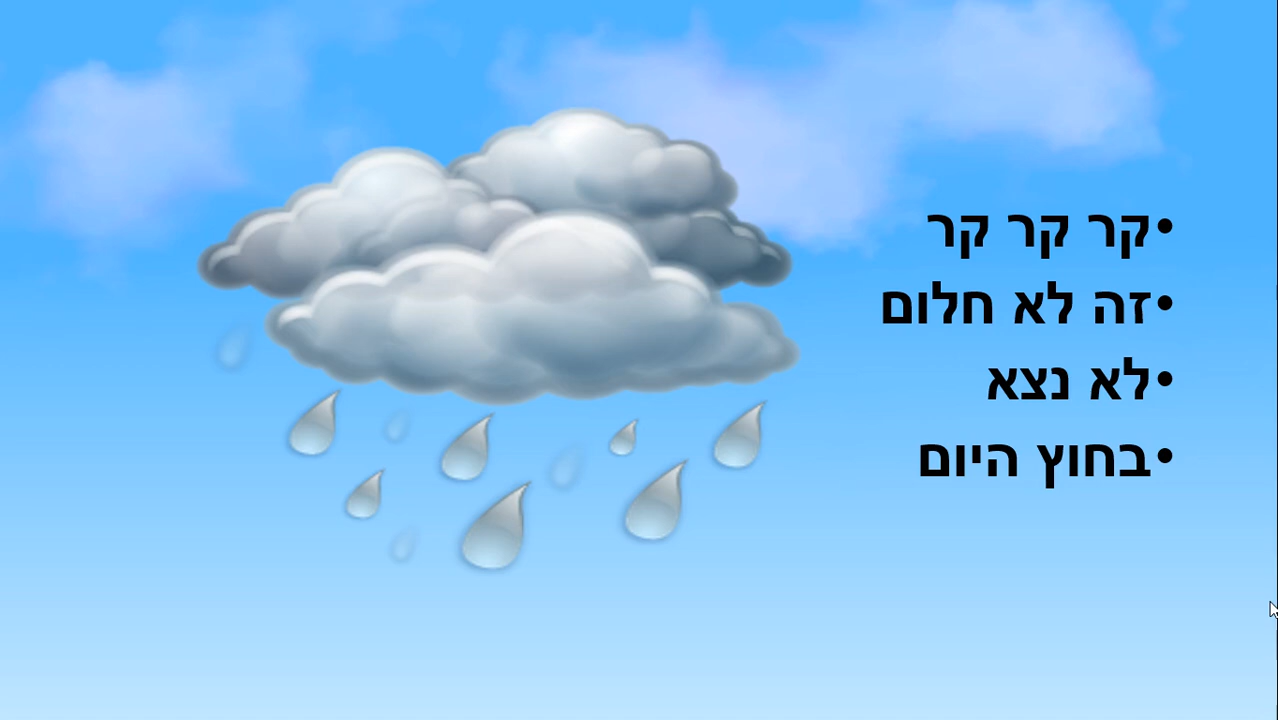 •קר קר קר
•זה לא חלום
•לא נצא
•בחוץ היום